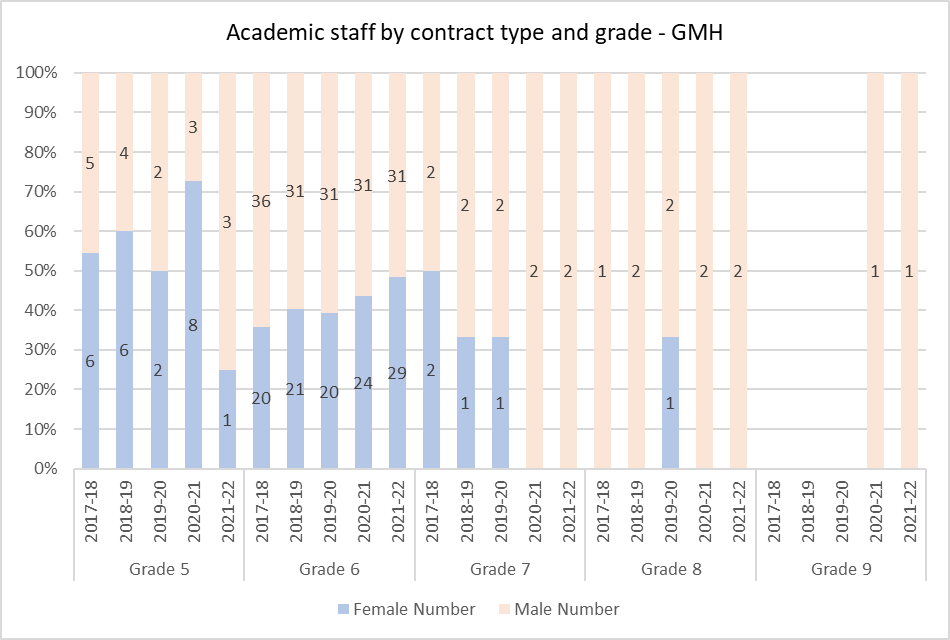 Academic staff by contract type and grade - GMH
100%
90%
80%
70%
60%
50%
40%
30%
20%
10%
0%
5 4 2 3 3 36 31 31 31 31 2 2 2 2 2 1 2 2 2 2 1 1
6 6 2 8 1 20 21 20 24 29 2 1 1 1
2017-18 2018-19 2019-20 2020-21 2021-22 2017-18 2018-19 2019-20 2020-21 2021-22 2017-18 2018-19 2019-20 2020-21 2021-22 2017-18 2018-19 2019-20 2020-21 2021-22 2017-18 2018-19 2019-20 2020-21 2021-22
Grade 5 Grade 6 Grade 7 Grade 8 Grade 9
Female Number Male Number